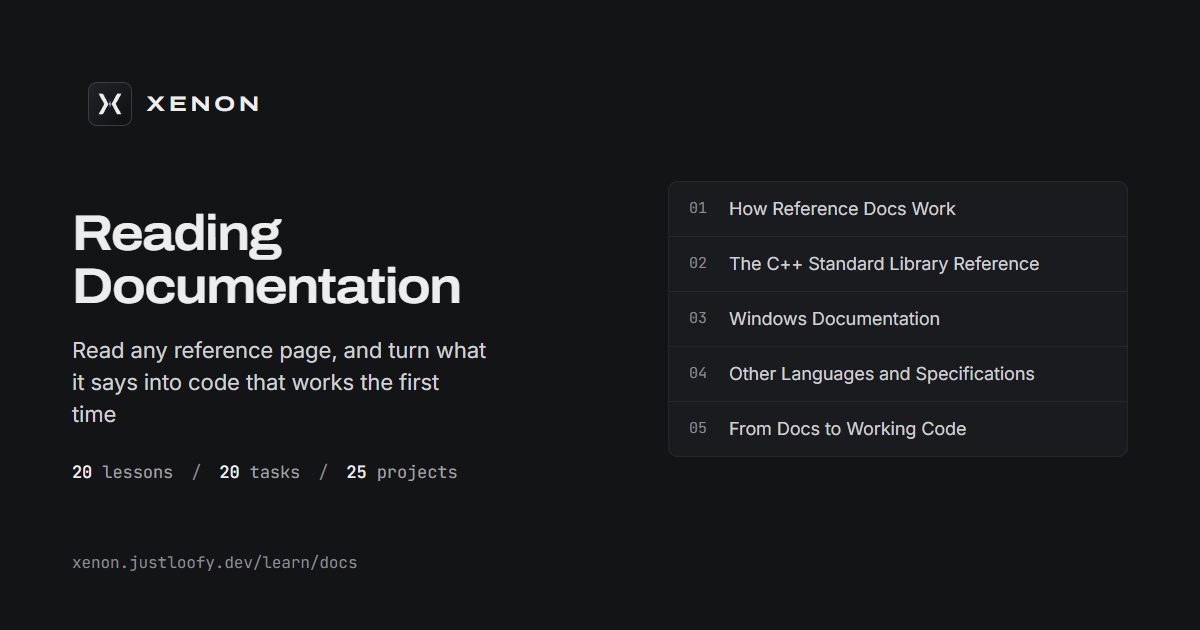 XENON
Reading
Documentation
Read any reference page, and turn what
it says into code that works the first
time
20 lessons / 20 tasks / 25 projects
xenon.justloofy.dev/learn/docs
01 How Reference Docs Work
02 The C++ Standard Library Reference
03 Windows Documentation
04 Other Languages and Specifications
05 From Docs to Working Code